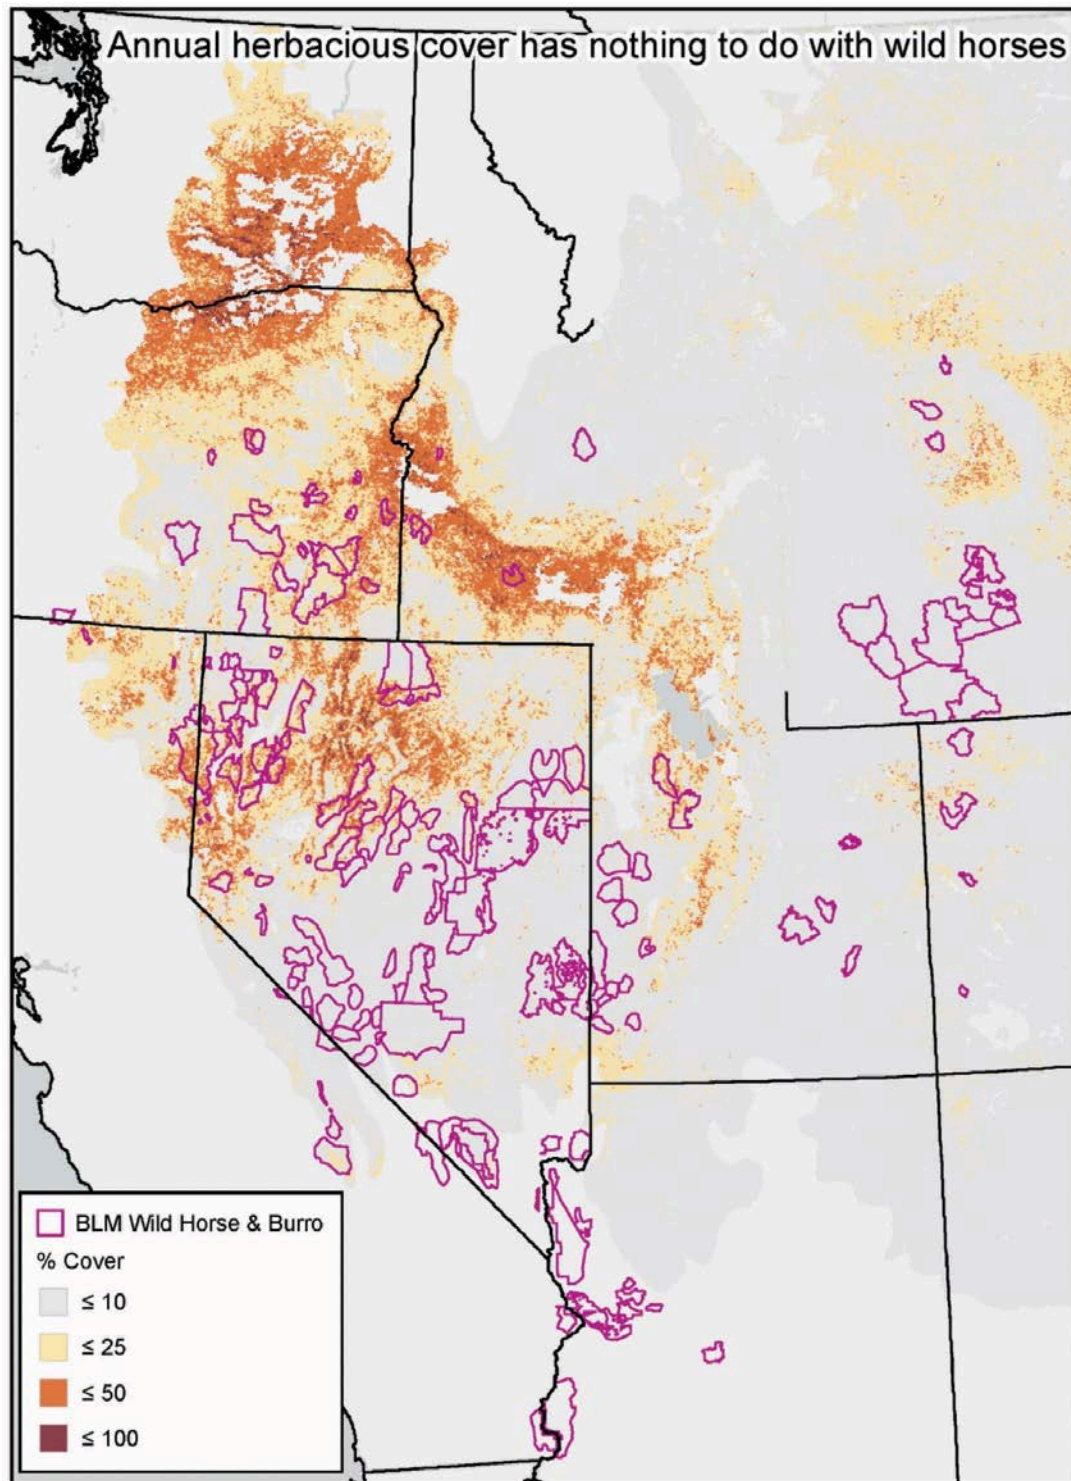 Annual herbacious cover has nothing to do with wild horses
BLM Wild Horse & Burro
% Cover
≤ 10
≤ 25
≤ 50
≤ 100